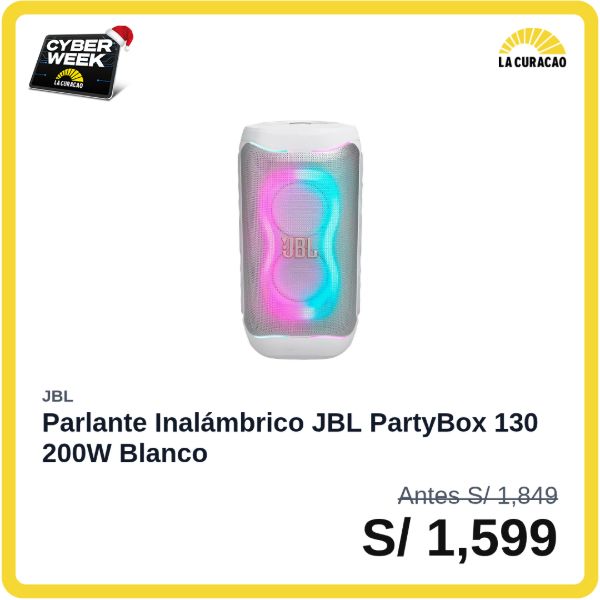 CYBER
WEEK
LA CURACAO
LA CURACAO
JBL
JBL
Parlante Inalámbrico JBL PartyBox 130
200W Blanco
Antes S/ 1,849
S/ 1,599